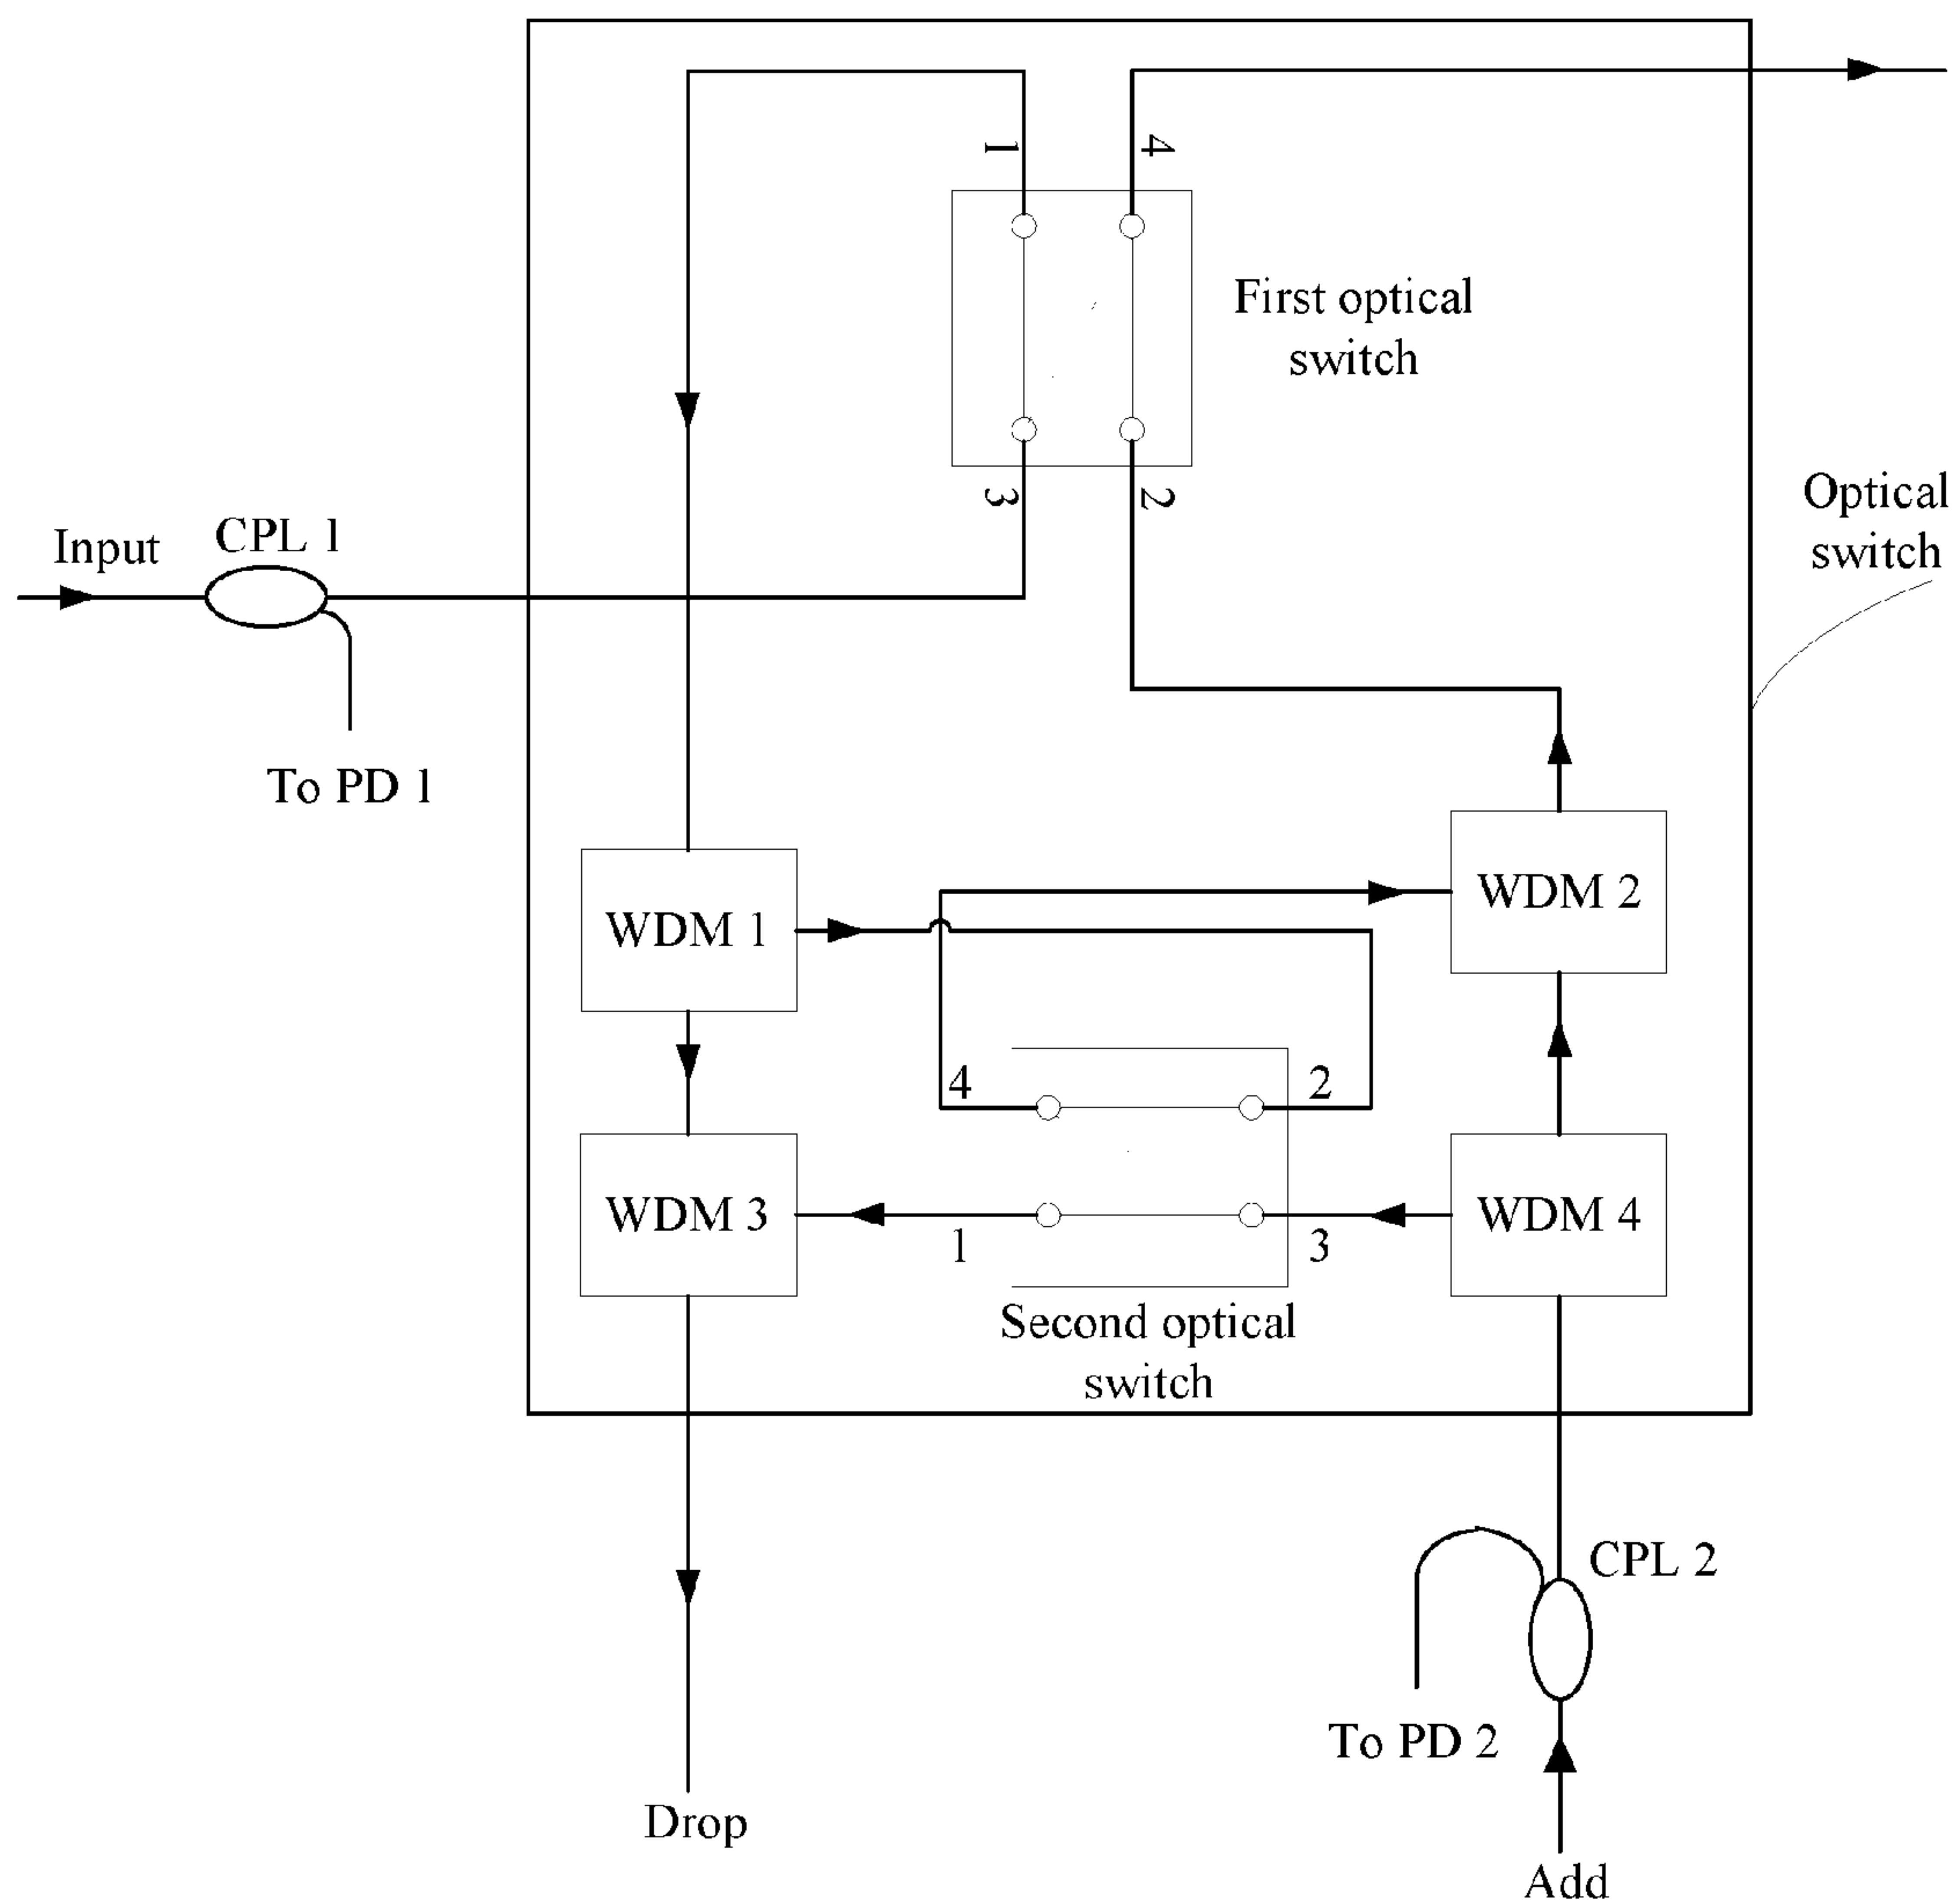 1
4
First optical
switch
3
2
Optical
switch
Input
CPL 1
To PD 1
WDM 1
WDM 2
4
2
WDM 3
1
3
WDM 4
Second optical
switch
CPL 2
To PD 2
Drop
Add